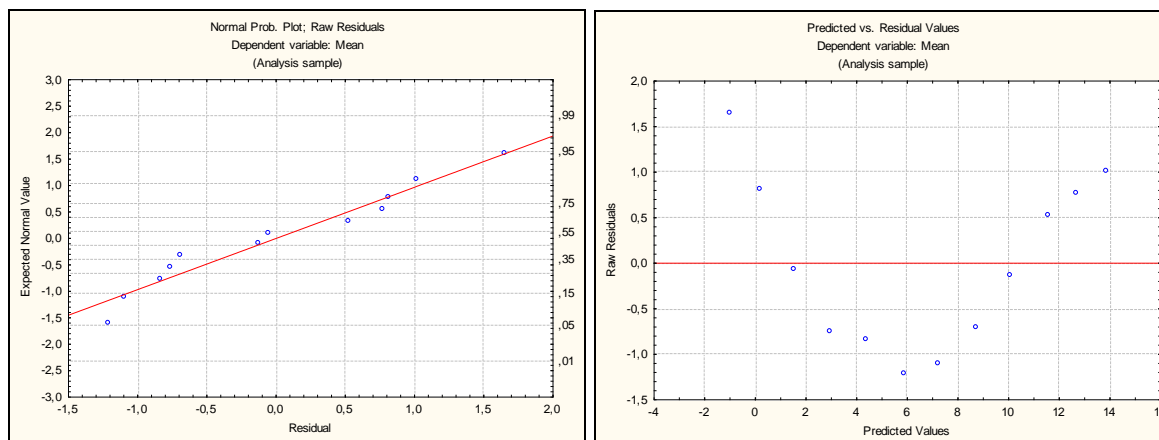 Normal Prob. Plot; Raw Residuals
Dependent variable: Mean
(Analysis sample)
3,0
2,5
2,0
1,5
1,0
0,5
0,0
-0,5
-1,0
-1,5
-2,0
-2,5
-3,0
Expected Normal Value
,99
,95
,75
,55
,35
,15
,05
,01
-1,5 -1,0 -0,5 0,0 0,5 1,0 1,5 2,0
Residual
Predicted vs. Residual Values
Dependent variable: Mean
(Analysis sample)
2,0
1,5
1,0
0,5
0,0
-0,5
-1,0
-1,5
Raw Residuals
-4 -2 0 2 4 6 8 10 12 14 16
Predicted Values